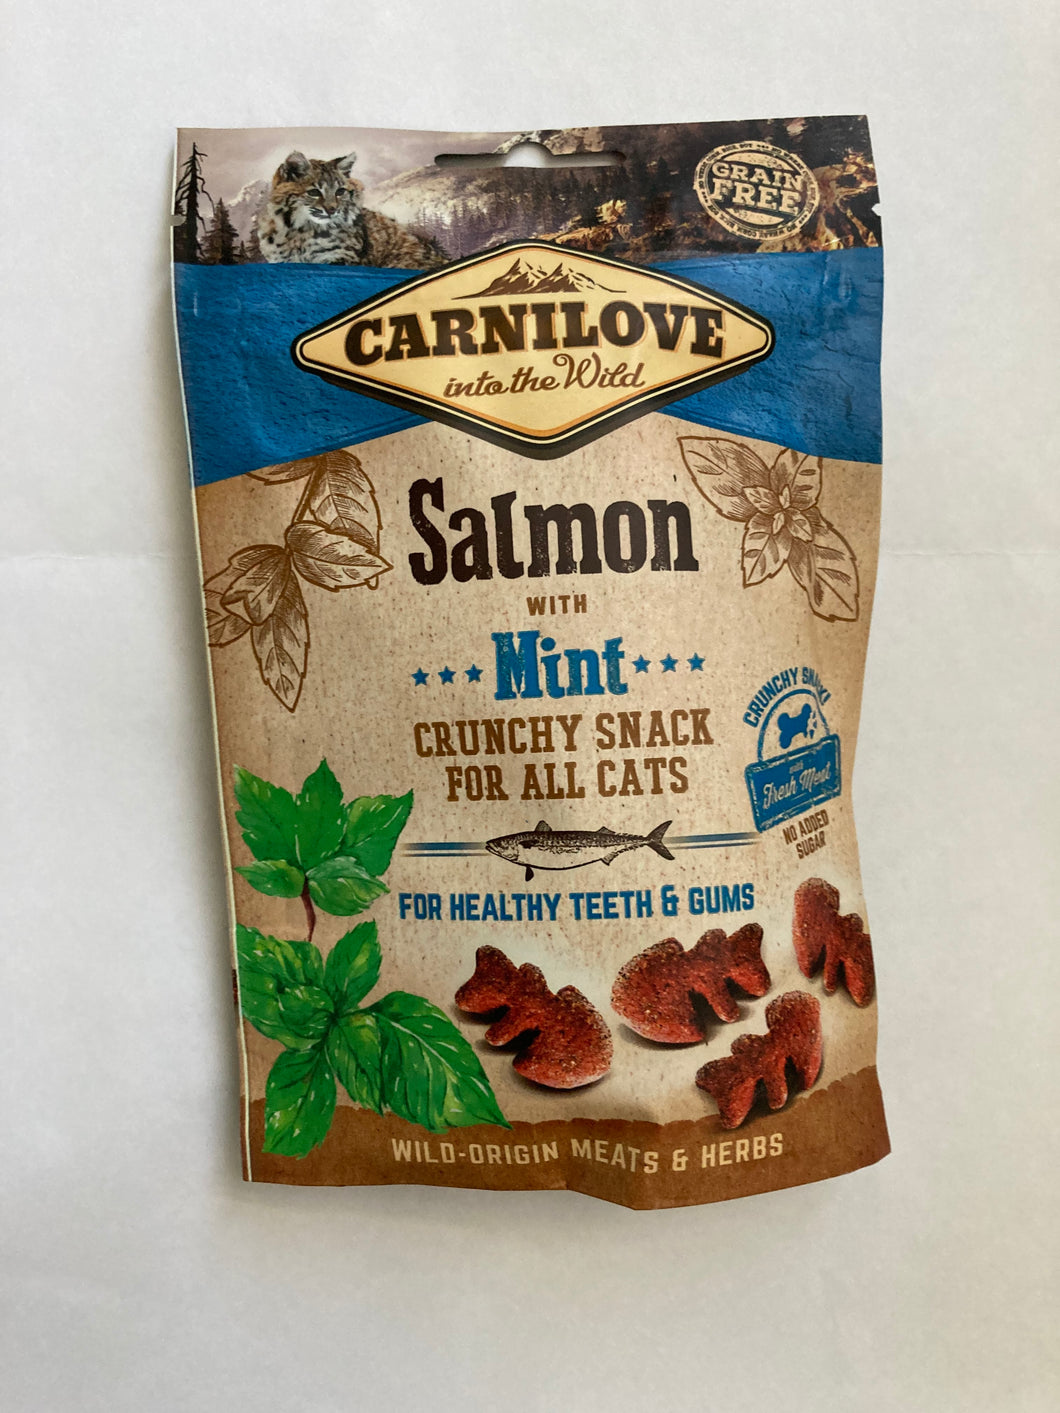 GRAIN
FREE
CARNILOVE
into the Wild
Salmon
WITH
Mint
CRUNCHY SNACK
FOR ALL CATS
CRUNCHY SNACK!
with
Fresh Meat
NO ADDED
SUGAR
FOR HEALTHY TEETH & GUMS
WILD-ORIGIN MEATS & HERBS